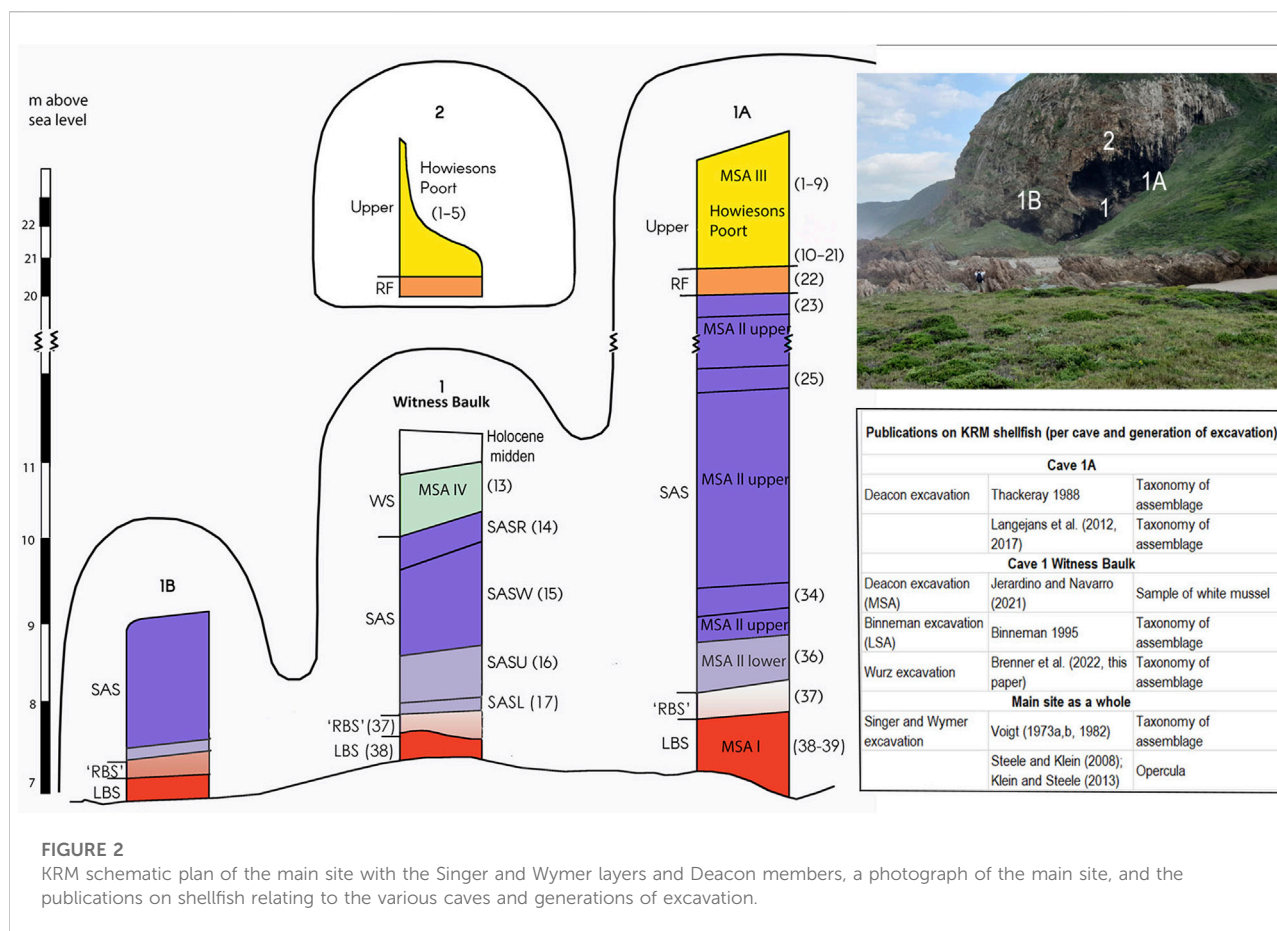 m above
sea level
22
21
20
11
10
9
8
7
2
Howiesons
Poort
Upper
(1–5)
RF
1A
MSA III
(1–9)
Howiesons
Poort
Upper
(10–21)
RF
(22)
(23)
MSA II upper
(25)
MSA II upper
SAS
(34)
MSA II upper
MSA II lower
(36)
(37)
'RBS'
LBS
MSA I
(38-39)
1
Witness Baulk
Holocene
midden
WS
MSA IV
(13)
SASR (14)
SAS
SASW (15)
SASU (16)
SASL (17)
'RBS' (37)
LBS (38)
1B
SAS
'RBS'
LBS
2
1A
1B
1
Publications on KRM shellfish (per cave and generation of excavation)
Cave 1A
Deacon excavation Thackeray 1988 Taxonomy of
assemblage
Langejans et al. (2012, Taxonomy of
2017) assemblage
Cave 1 Witness Baulk
Deacon excavation Jerardino and Navarro Sample of white mussel
(MSA) (2021)
Binneman excavation Binneman 1995 Taxonomy of
(LSA) assemblage
Wurz excavation Brenner et al. (2022, this Taxonomy of
paper) assemblage
Main site as a whole
Singer and Wymer Voigt (1973a,b, 1982) Taxonomy of
excavation assemblage
Steele and Klein (2008); Opercula
Klein and Steele (2013)
FIGURE 2
KRM schematic plan of the main site with the Singer and Wymer layers and Deacon members, a photograph of the main site, and the
publications on shellfish relating to the various caves and generations of excavation.